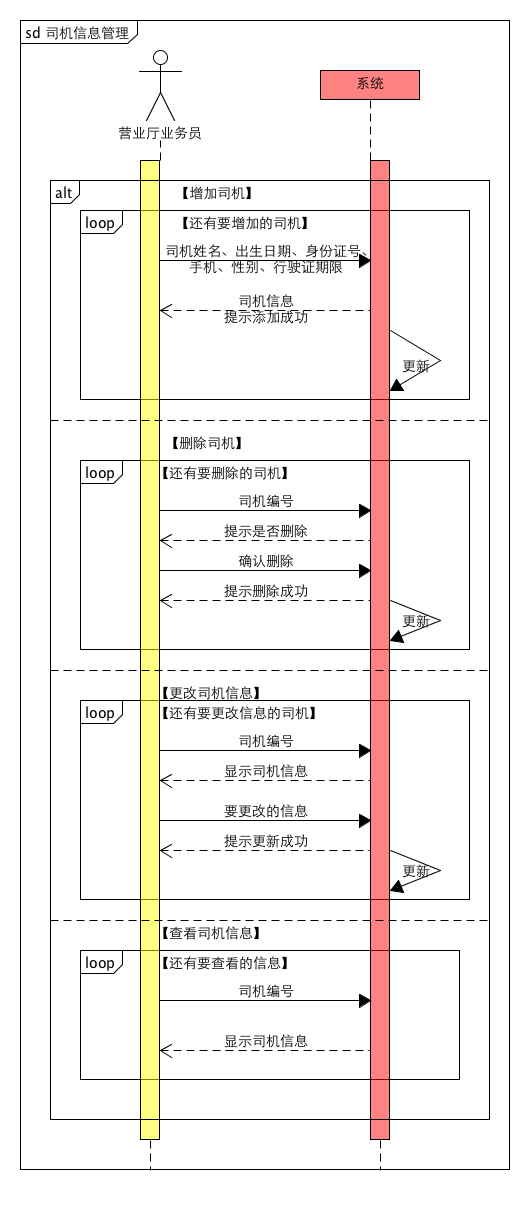 sd 司机信息管理
系统
营业厅业务员
alt
【增加司机】
loop
【还有要增加的司机】
司机姓名、出生日期、身份证号、
手机、性别、行驶证期限
司机信息
提示添加成功
更新
【删除司机】
loop
【还有要删除的司机】
司机编号
提示是否删除
确认删除
提示删除成功
更新
【更改司机信息】
loop
【还有要更改信息的司机】
司机编号
显示司机信息
要更改的信息
提示更新成功
更新
【查看司机信息】
loop
【还有要查看的信息】
司机编号
显示司机信息